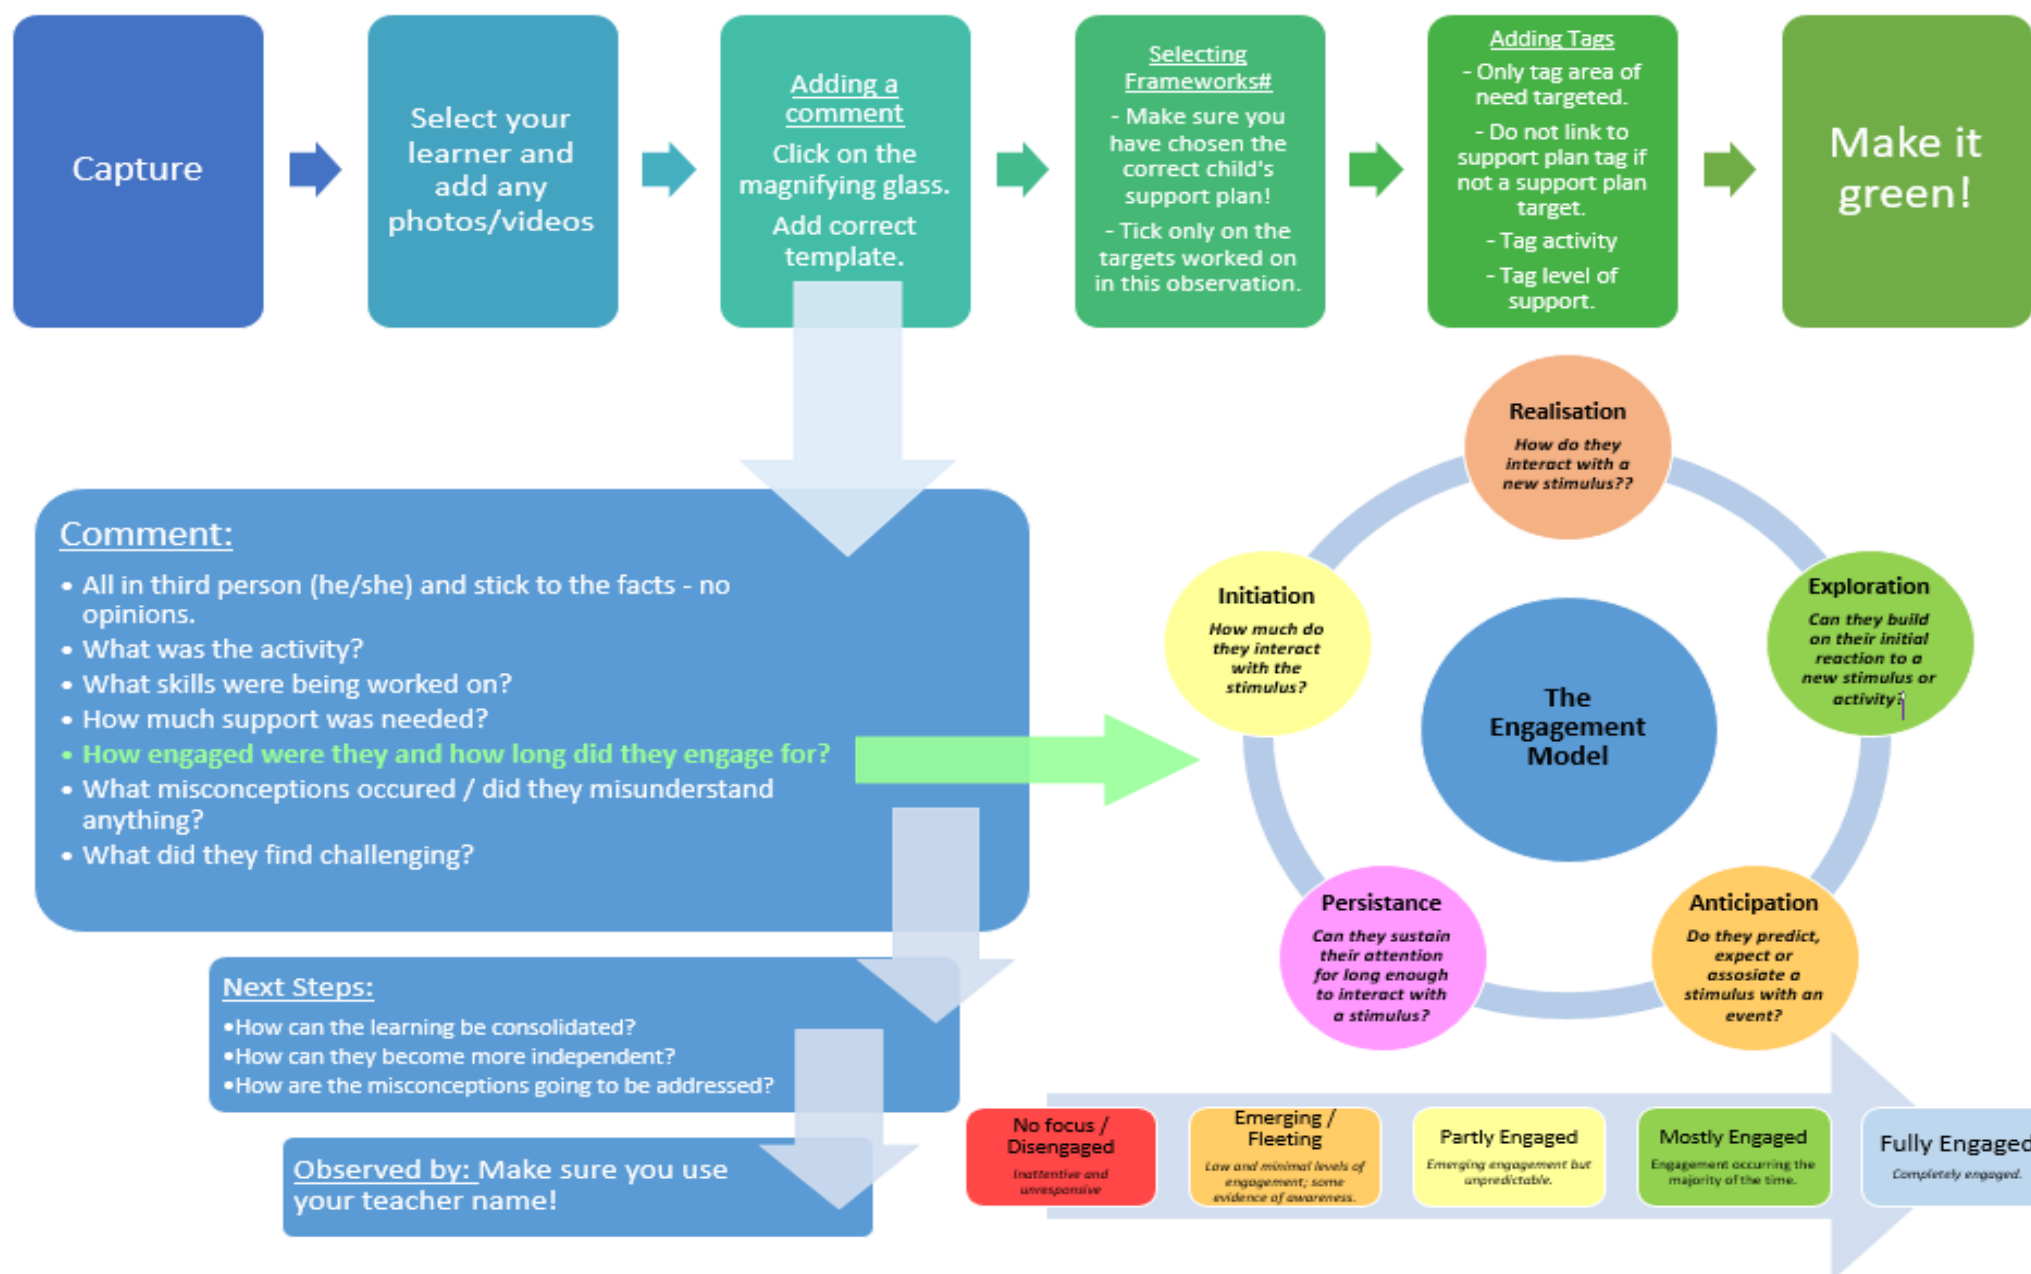 Capture
Select your
learner and
add any
photos/videos
Adding a
comment
Click on the
magnifying glass.
Add correct
template.
Selecting
Frameworks#
- Make sure you
have chosen the
correct child's
support plan!
- Tick only on the
targets worked on
in this observation.
Adding Tags
- Only tag area of
need targeted.
- Do not link to
support plan tag if
not a support plan
target.
- Tag activity
- Tag level of
support.
Make it
green!
Comment:
• All in third person (he/she) and stick to the facts - no
opinions.
• What was the activity?
• What skills were being worked on?
• How much support was needed?
• How engaged were they and how long did they engage for?
• What misconceptions occured / did they misunderstand
anything?
• What did they find challenging?
Next Steps:
•How can the learning be consolidated?
•How can they become more independent?
•How are the misconceptions going to be addressed?
Observed by: Make sure you use
your teacher name!
Realisation
How do they
interact with a
new stimulus??
Exploration
Can they build
on their initial
reaction to a
new stimulus or
activity?
Anticipation
Do they predict,
expect or
assosiate a
stimulus with an
event?
Persistance
Can they sustain
their attention
for long enough
to interact with
a stimulus?
Initiation
How much do
they interact
with the
stimulus?
The
Engagement
Model
No focus /
Disengaged
Inattentive and
unresponsive
Emerging /
Fleeting
Low and minimal levels of
engagement; some
evidence of awareness.
Partly Engaged
Emerging engagement but
unpredictable.
Mostly Engaged
Engagement occurring the
majority of the time.
Fully Engaged
Completely engaged.